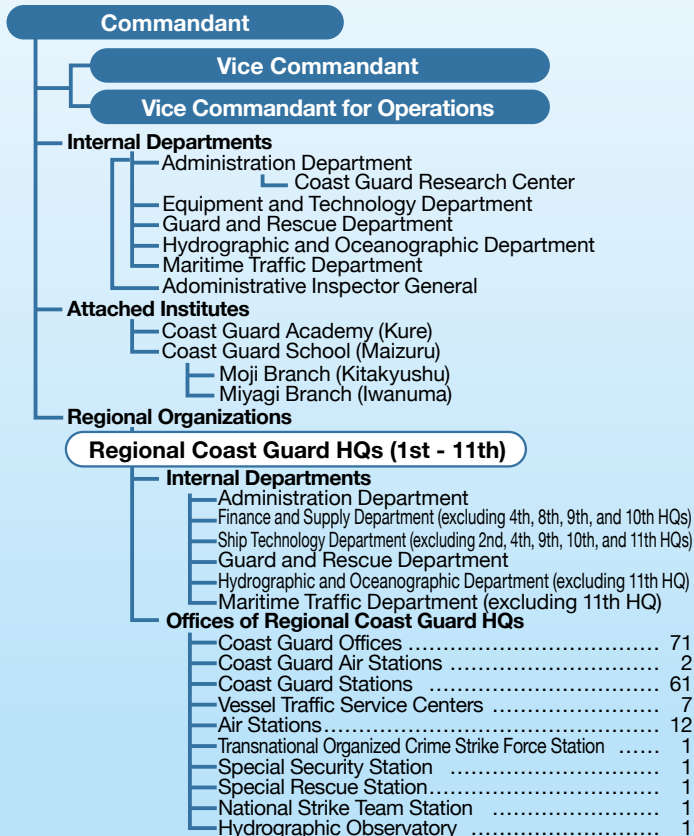 Commandant
Vice Commandant
Vice Commandant for Operations
Internal Departments
Administration Department
Coast Guard Research Center
Equipment and Technology Department
Guard and Rescue Department
Hydrographic and Oceanographic Department
Maritime Traffic Department
Adoministrative Inspector General
Attached Institutes
Coast Guard Academy (Kure)
Coast Guard School (Maizuru)
Moji Branch (Kitakyushu)
Miyagi Branch (Iwanuma)
Regional Organizations
Regional Coast Guard HQs (1st - 11th)
Internal Departments
Administration Department
Finance and Supply Department (excluding 4th, 8th, 9th, and 10th HQs)
Ship Technology Department (excluding 2nd, 4th, 9th, 10th, and 11th HQs)
Guard and Rescue Department
Hydrographic and Oceanographic Department (excluding 11th HQ)
Maritime Traffic Department (excluding 11th HQ)
Offices of Regional Coast Guard HQs
Coast Guard Offices .................................... 71
Coast Guard Air Stations .............................. 2
Coast Guard Stations ................................. 61
Vessel Traffic Service Centers ........................ 7
Air Stations................................................ 12
Transnational Organized Crime Strike Force Station ...... 1
Special Security Station .............................. 1
Special Rescue Station................................. 1
National Strike Team Station ........................ 1
Hydrographic Observatory ........................... 1